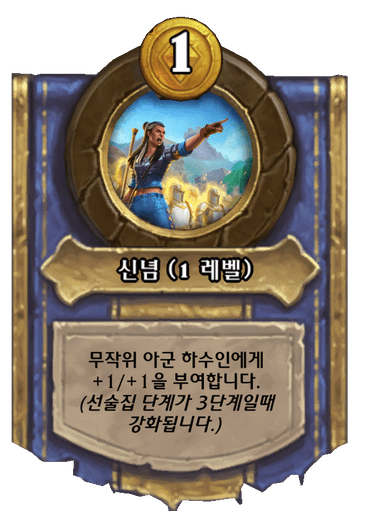 1
신념 (1 레벨)
무작위 아군 하수인에게
+1/+1을 부여합니다.
(선술집 단계가 3단계일때
강화됩니다.)